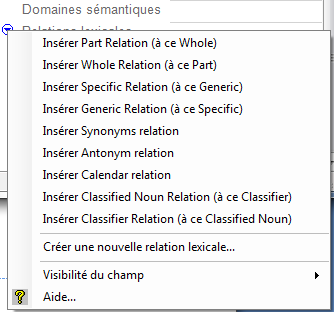 Domaines sémantiques
Relations lexicales
Insérer Part Relation (à ce Whole)
Insérer Whole Relation (à ce Part)
Insérer Specific Relation (à ce Generic)
Insérer Generic Relation (à ce Specific)
Insérer Synonyms relation
Insérer Antonym relation
Insérer Calendar relation
Insérer Classified Noun Relation (à ce Classifier)
Insérer Classifier Relation (à ce Classified Noun)
Créer une nouvelle relation lexicale...
Visibilité du champ
Aide...